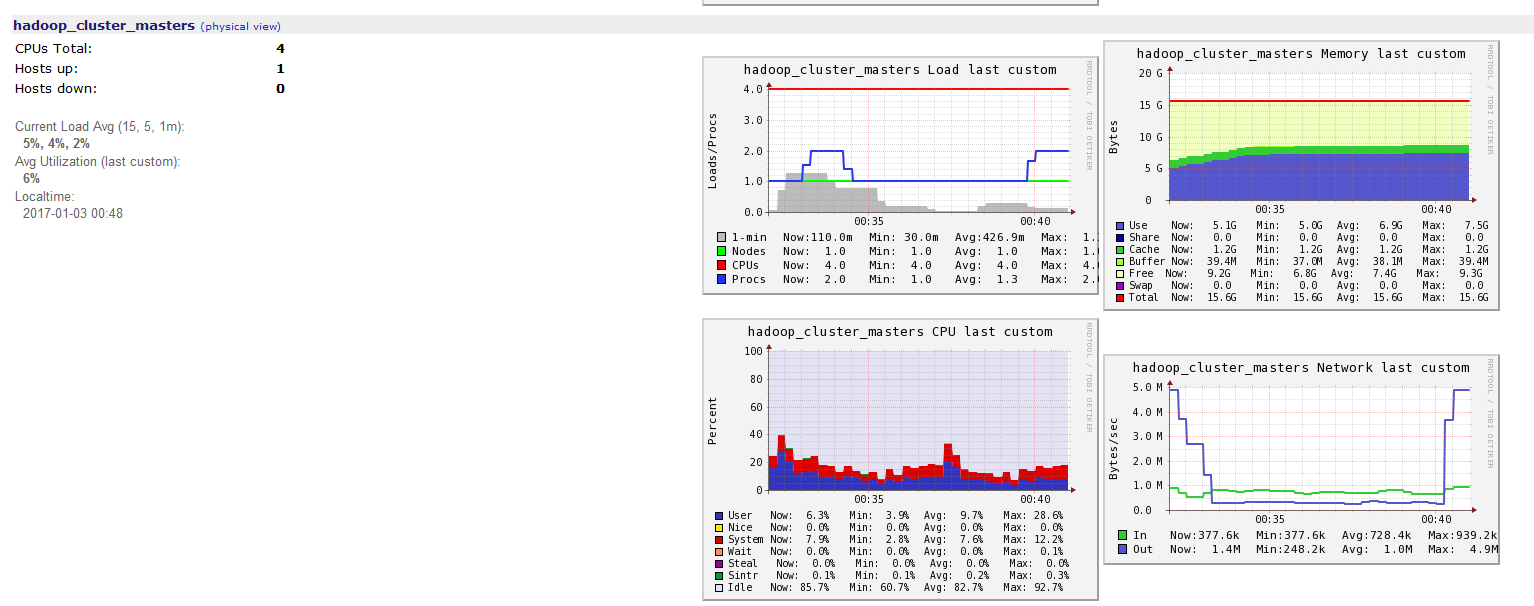 hadoop_cluster_masters (physical view)
CPUs Total: 4
Hosts up: 1
Hosts down: 0
Current Load Avg (15, 5, 1m):
5%, 4%, 2%
Avg Utilization (last custom):
6%
Localtime:
2017-01-03 00:48
hadoop_cluster_masters Load last custom
RRDTOOL / TOBI OETIKER
Loads/Procs
4.0
3.0
2.0
1.0
0.0
00:35 00:40
1-min Now:110.0m Min: 30.0m Avg:426.9m Max: 1.
Nodes Now: 1.0 Min: 1.0 Avg: 1.0 Max: 1.
CPUs Now: 4.0 Min: 4.0 Avg: 4.0 Max: 4.
Procs Now: 2.0 Min: 1.0 Avg: 1.3 Max: 2.
hadoop_cluster_masters Memory last custom
RRDTOOL / TOBI OETIKER
Bytes
20 G
15 G
10 G
5 G
0
00:35 00:40
Use Now: 5.1G Min: 5.0G Avg: 6.9G Max: 7.5G
Share Now: 0.0 Min: 0.0 Avg: 0.0 Max: 0.0
Cache Now: 1.2G Min: 1.2G Avg: 1.2G Max: 1.2G
Buffer Now: 39.4M Min: 37.0M Avg: 38.1M Max: 39.4M
Free Now: 9.2G Min: 6.8G Avg: 7.4G Max: 9.3G
Swap Now: 0.0 Min: 0.0 Avg: 0.0 Max: 0.0
Total Now: 15.6G Min: 15.6G Avg: 15.6G Max: 15.6G
hadoop_cluster_masters CPU last custom
RRDTOOL / TOBI OETIKER
Percent
100
80
60
40
20
0
00:35 00:40
User Now: 6.3% Min: 3.9% Avg: 9.7% Max: 28.6%
Nice Now: 0.0% Min: 0.0% Avg: 0.0% Max: 0.0%
System Now: 7.9% Min: 2.8% Avg: 7.6% Max: 12.2%
Wait Now: 0.0% Min: 0.0% Avg: 0.0% Max: 0.1%
Steal Now: 0.0% Min: 0.0% Avg: 0.0% Max: 0.0%
Sintr Now: 0.1% Min: 0.1% Avg: 0.2% Max: 0.3%
Idle Now: 85.7% Min: 60.7% Avg: 82.7% Max: 92.7%
hadoop_cluster_masters Network last custom
RRDTOOL / TOBI OETIKER
Bytes/sec
5.0 M
4.0 M
3.0 M
2.0 M
1.0 M
0.0
00:35 00:40
In Now:377.6k Min:377.6k Avg:728.4k Max:939.2k
Out Now: 1.4M Min:248.2k Avg: 1.0M Max: 4.9M